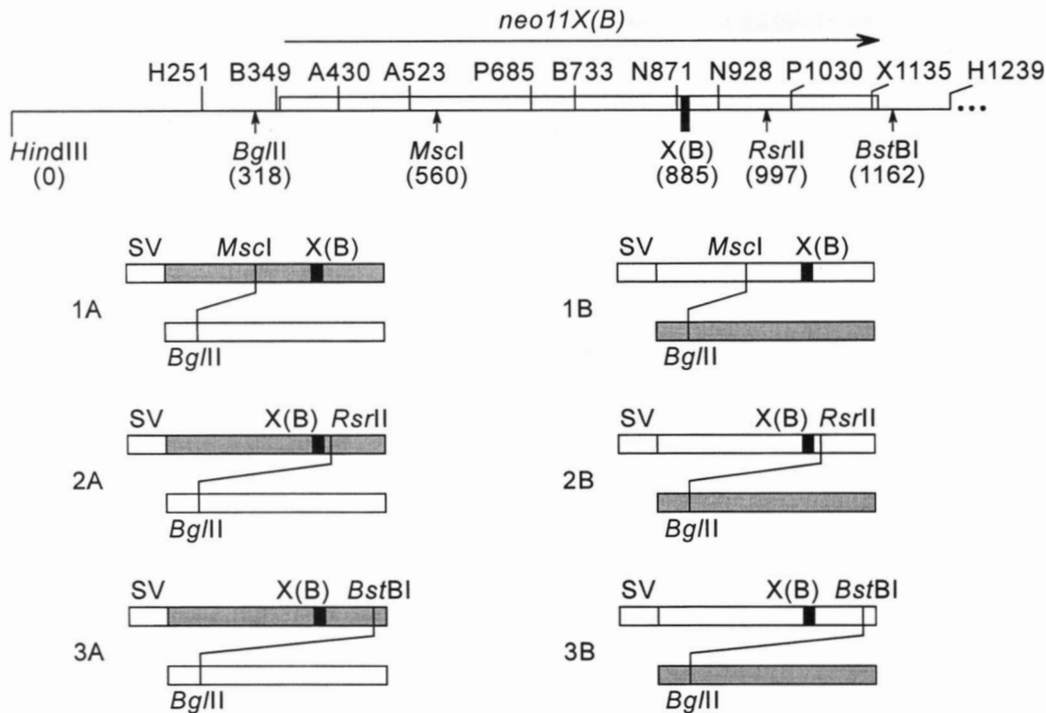 neo11X(B)
H251 B349 A430 A523 P685 B733 N871 N928 P1030 X1135 H1239
...
HindIII BglII MscI X(B) RsrII BstBI
(0) (318) (560) (885) (997) (1162)
SV MscI X(B)
1A
BglII
SV MscI X(B)
1B
BglII
SV X(B) RsrII
2A
BglII
SV X(B) RsrII
2B
BglII
SV X(B) BstBI
3A
BglII
SV X(B) BstBI
3B
BglII